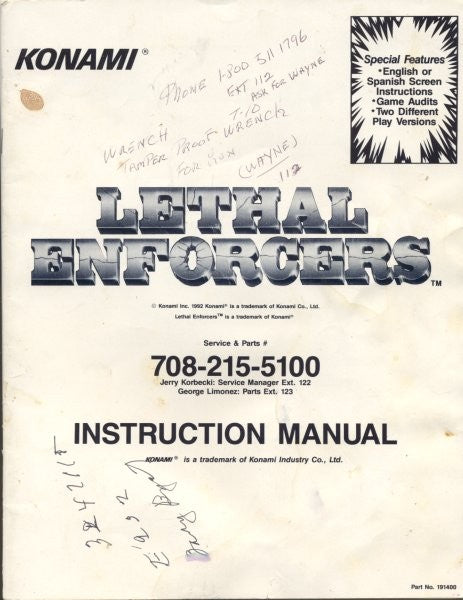 KONAMI®
Special Features
•English or
Spanish Screen
Instructions
•Game Audits
•Two Different
Play Versions
PHONE 1-800 511 1796
EXT 112
ASK FOR WAYNE
T-10
WRENCH
TAMPER PROOF WRENCH
FOR GUN
(WAYNE)
112
LETHAL
ENFORCERS™
© Konami Inc. 1992 Konami® is a trademark of Konami Co., Ltd.
Lethal Enforcers™ is a trademark of Konami®
Service & Parts #
708-215-5100
Jerry Korbecki: Service Manager Ext. 122
George Limonez: Parts Ext. 123
INSTRUCTION MANUAL
KONAMI® is a trademark of Konami Industry Co., Ltd.
Part No. 191400